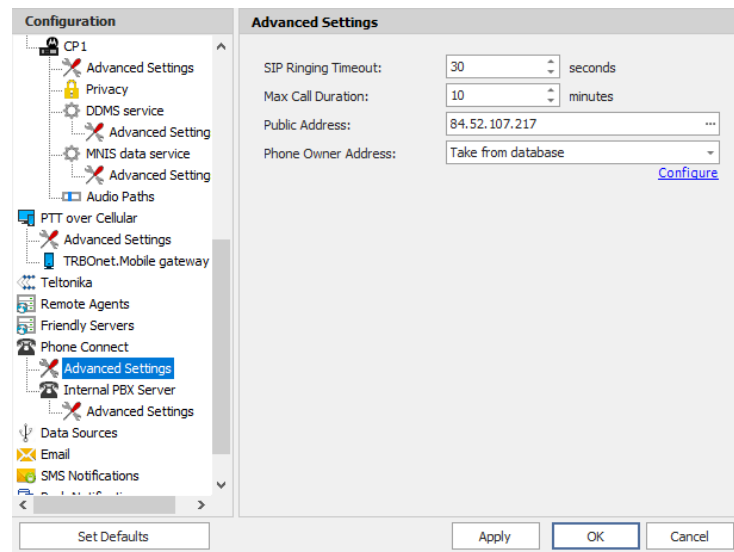 Configuration
CP1
Advanced Settings
Privacy
DDMS service
Advanced Setting
MNIS data service
Advanced Setting
Audio Paths
PTT over Cellular
Advanced Settings
TRBOnet.Mobile gateway
Teltonika
Remote Agents
Friendly Servers
Phone Connect
Advanced Settings
Internal PBX Server
Advanced Settings
Data Sources
Email
SMS Notifications
Set Defaults
Advanced Settings
SIP Ringing Timeout: 30 seconds
Max Call Duration: 10 minutes
Public Address: 84.52.107.217 ...
Phone Owner Address: Take from database
Configure
Apply OK Cancel